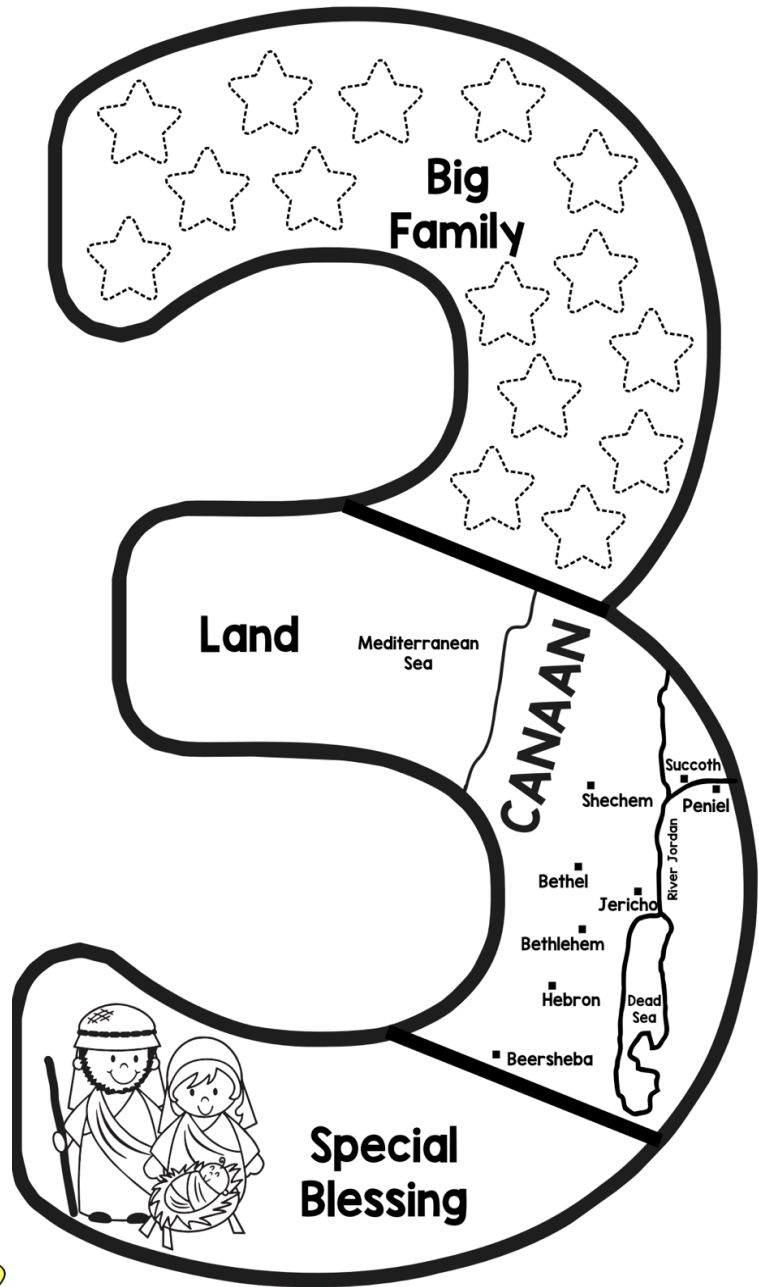 Big
Family
Land
Mediterranean
Sea
CANAAN
Succoth
Shechem
Peniel
River Jordan
Bethel
Jericho
Bethlehem
Hebron
Dead
Sea
Beersheba
Special
Blessing